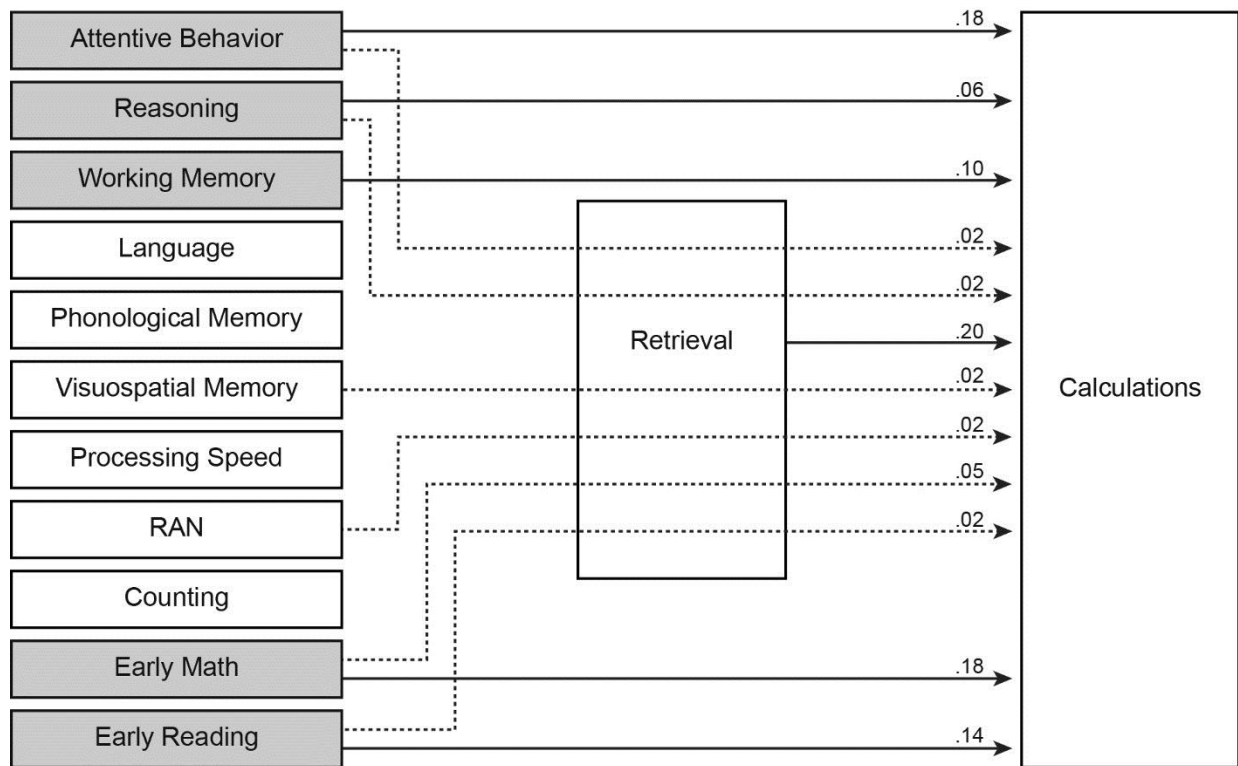 Attentive Behavior
.18
Reasoning
.06
Working Memory
.10
Language
.02
Phonological Memory
.02
Retrieval
.20
Visuospatial Memory
.02
Calculations
.02
Processing Speed
.05
RAN
.02
Counting
Early Math
.18
Early Reading
.14